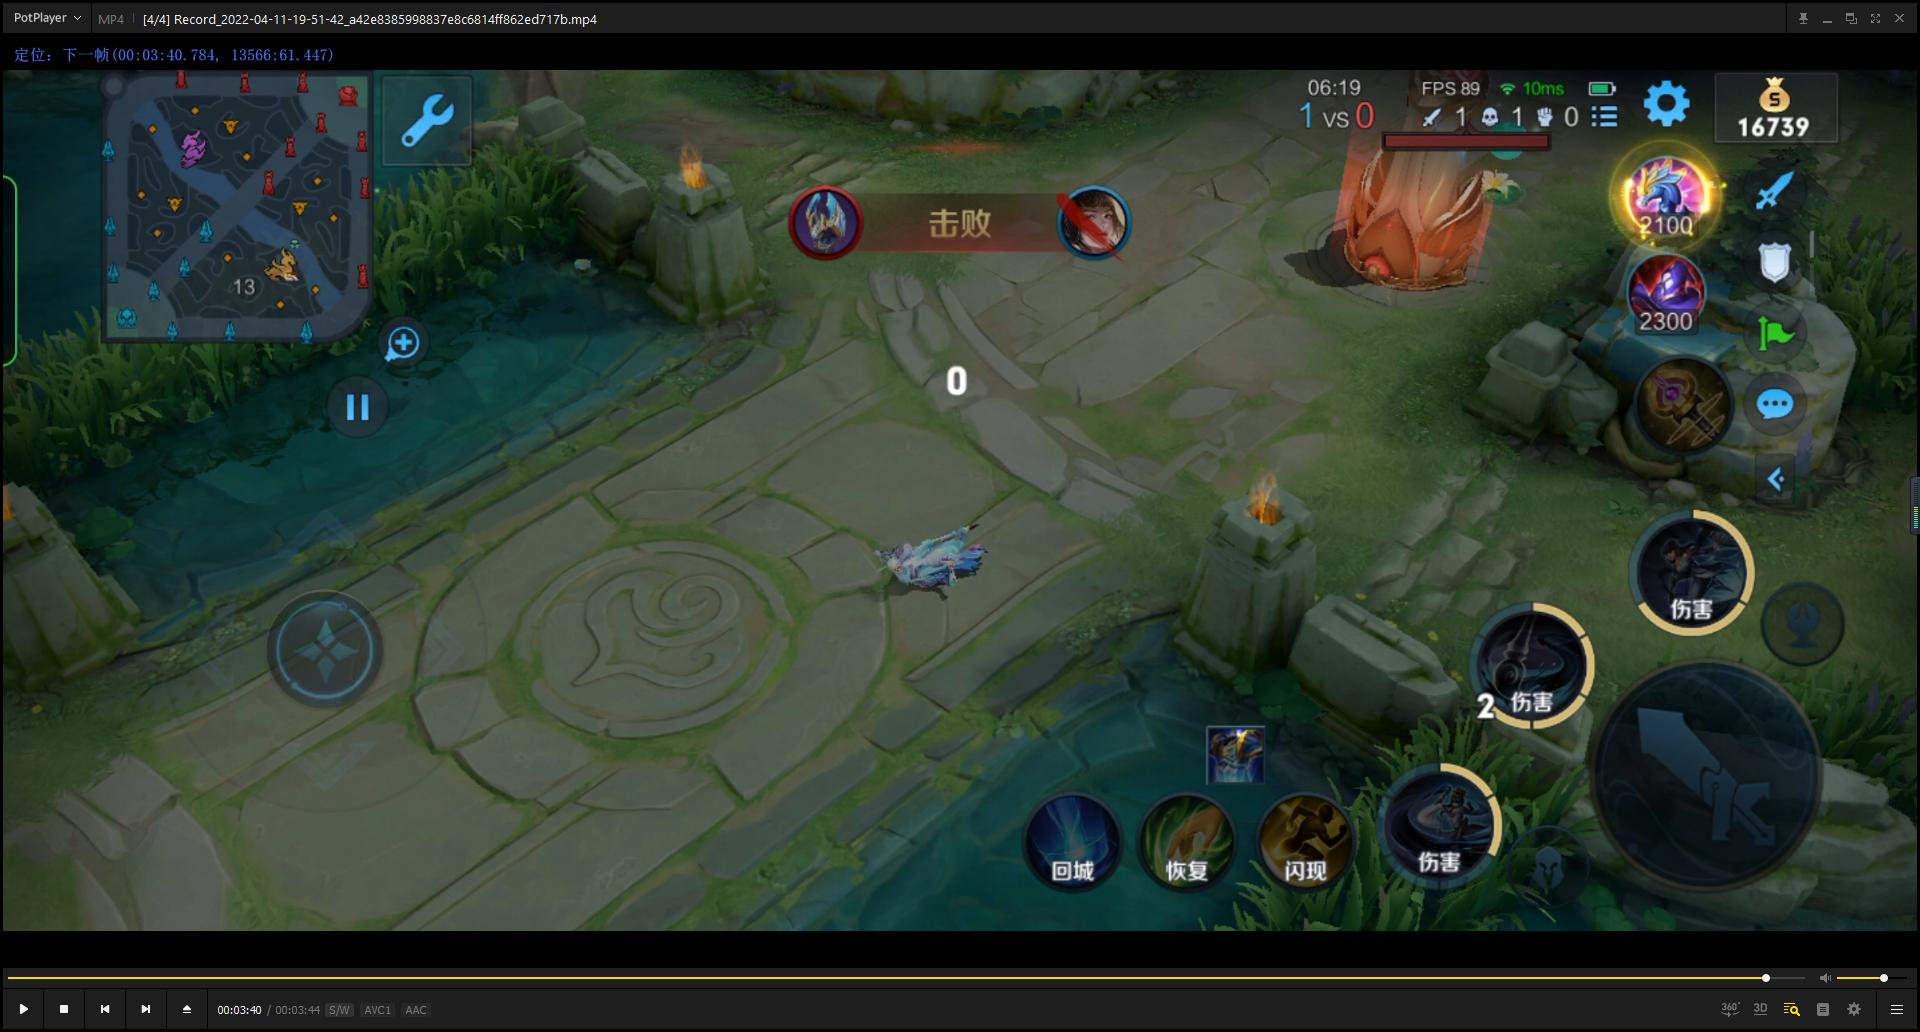 PotPlayer MP4 [4/4] Record_2022-04-11-19-51-42_a42e8385998837e8c6814ff862ed717b.mp4
定位: 下一帧(00:03:40.784, 13566:61.447)
06:19 FPS 89 10ms
1 VS 0 1 1 0
16739
击败
2100
2300
13
0
伤害
2 伤害
伤害
回城 恢复 闪现
00:03:40 / 00:03:44 S/W AVC1 AAC
360° 3D